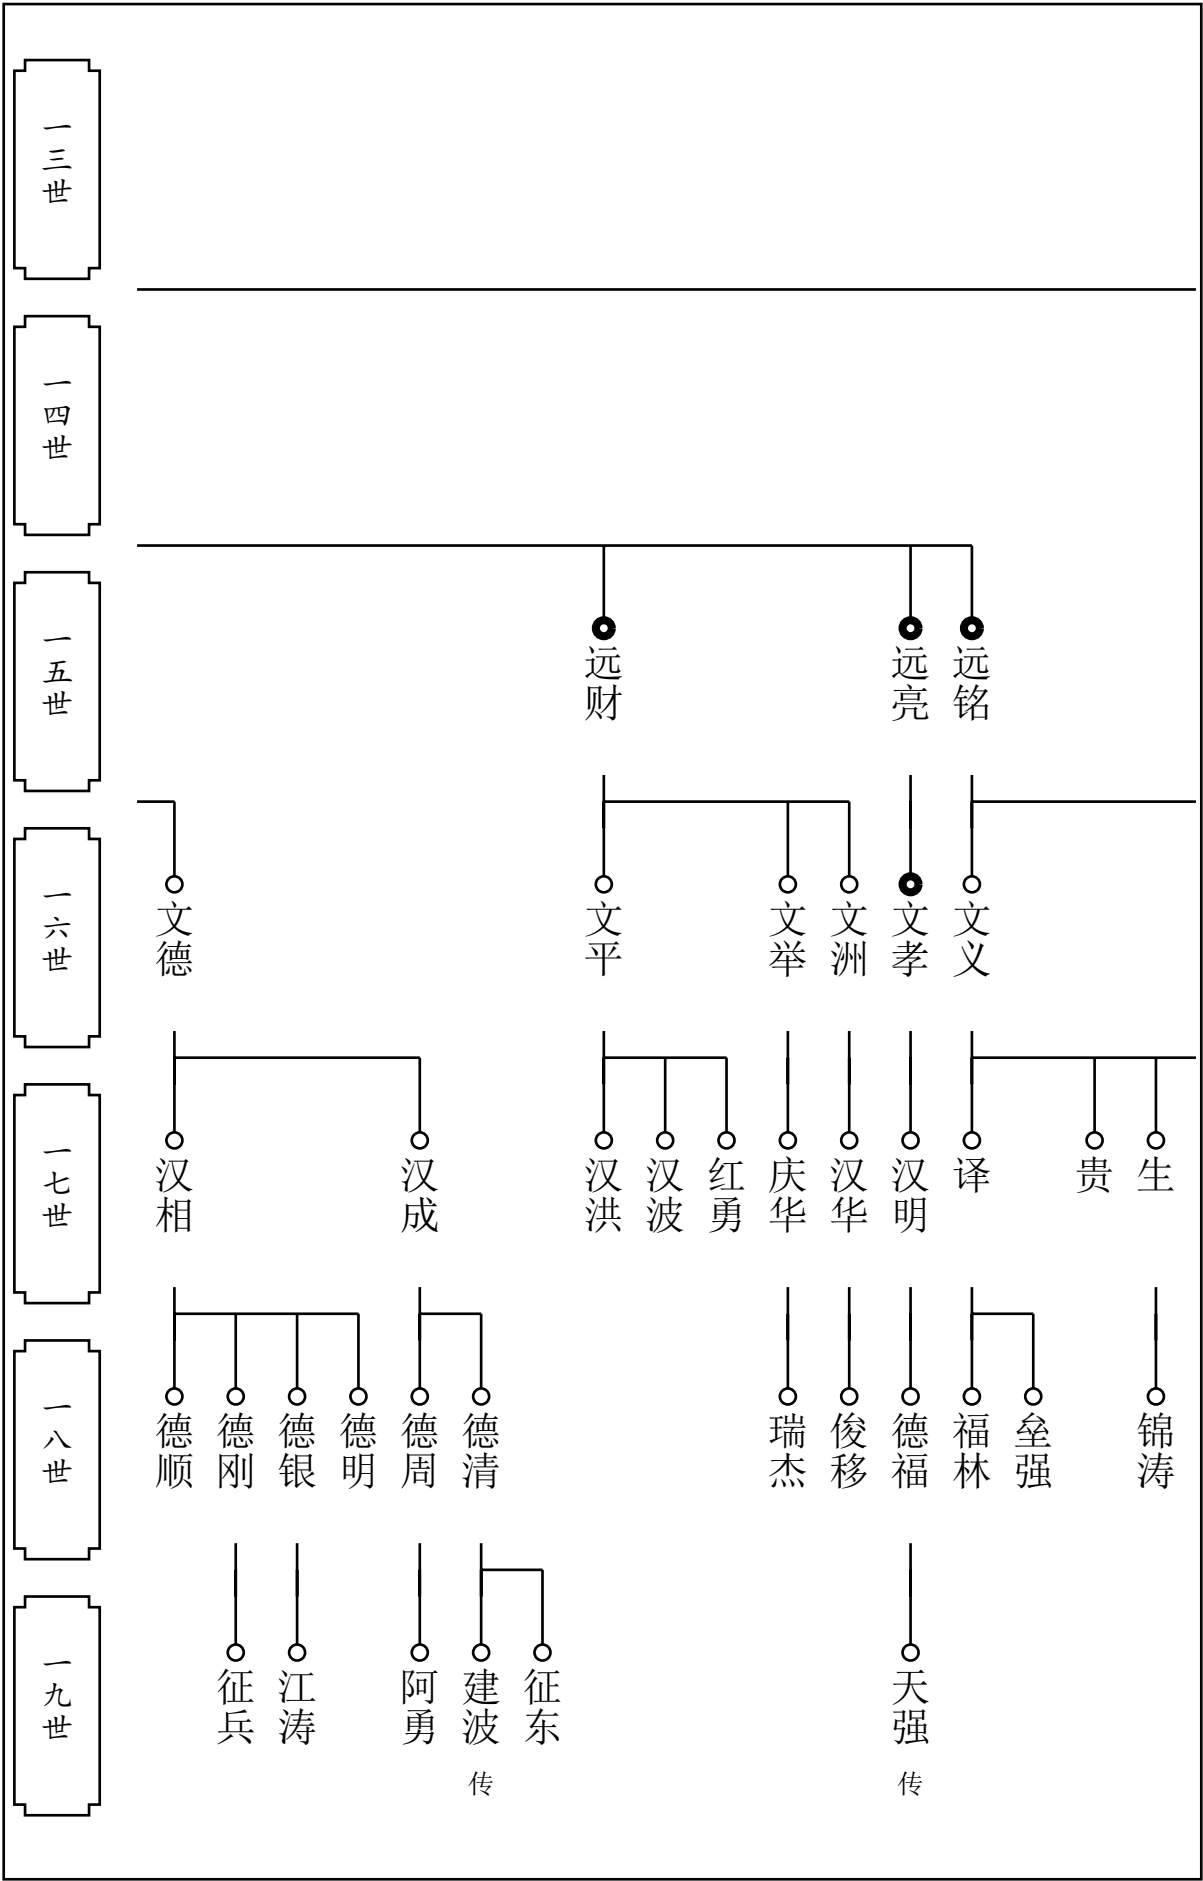 一三世
一四世
一五世
远财
远亮
远铭
一六世
文德
文平
文举
文洲
文孝
文义
一七世
汉相
汉成
汉洪
汉波
红勇
庆华
汉华
汉明
译
贵
生
一八世
德顺
德刚
德银
德明
德周
德清
瑞杰
俊移
德福
福林
垒强
锦涛
一九世
征兵
江涛
阿勇
建波
征东
天强
传
传